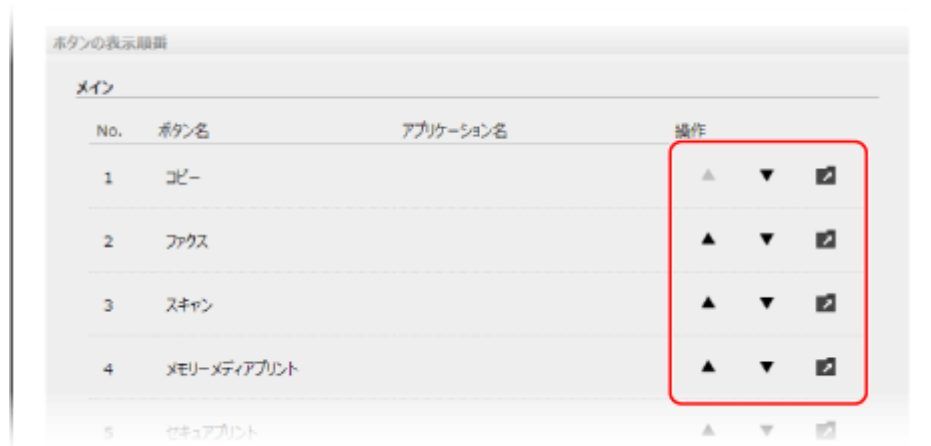 ボタンの表示順番
メイン
No. ボタン名 アプリケーション名 操作
1 コピー ▲ ▼
2 ファクス ▲ ▼
3 スキャン ▲ ▼
4 メモリーメディアプリント ▲ ▼
5 セキュアプリント ▲ ▼